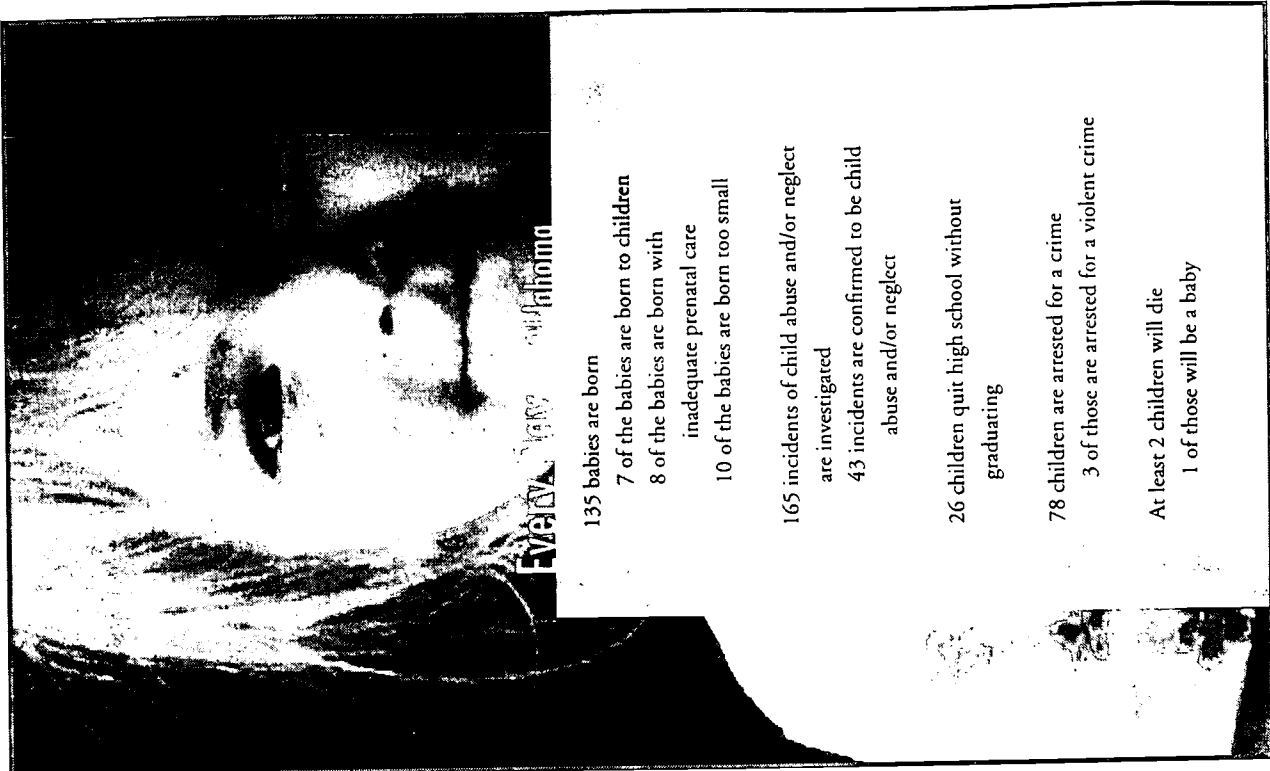 Every Day
135 babies are born
7 of the babies are born to children
8 of the babies are born with
inadequate prenatal care
10 of the babies are born too small
165 incidents of child abuse and/or neglect
are investigated
43 incidents are confirmed to be child
abuse and/or neglect
26 children quit high school without
graduating
78 children are arrested for a crime
3 of those are arrested for a violent crime
At least 2 children will die
1 of those will be a baby